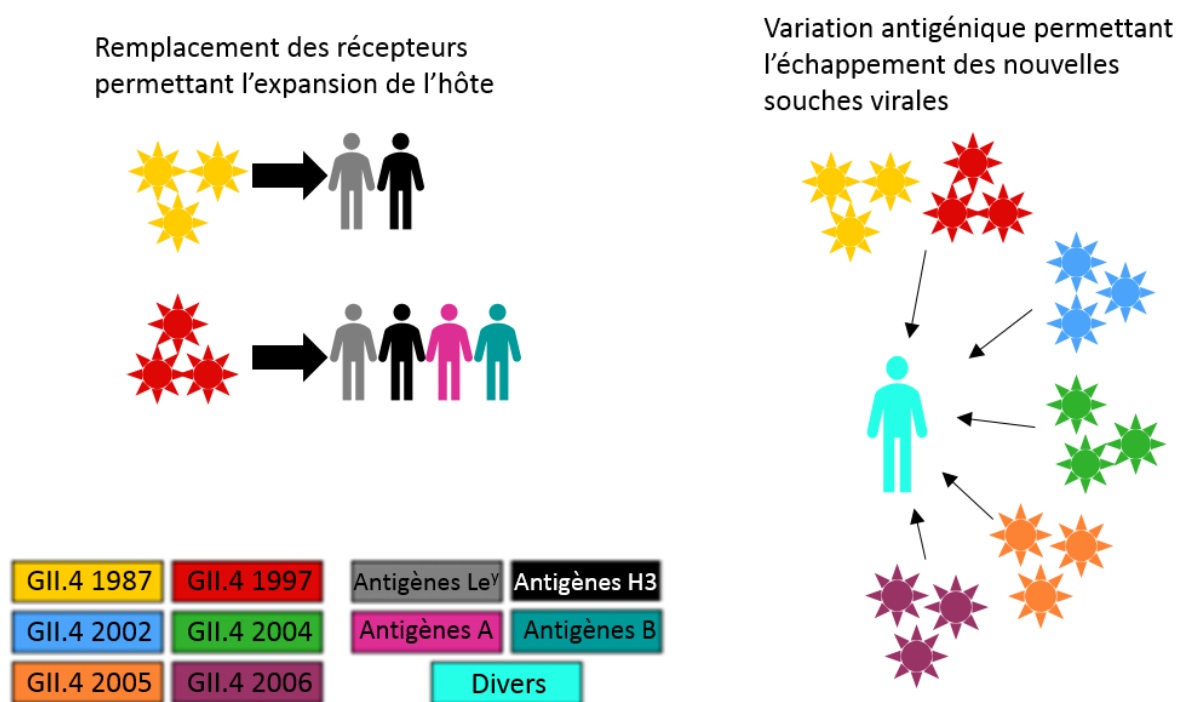 Remplacement des récepteurs
permettant l’expansion de l’hôte
Variation antigénique permettant
l’échappement des nouvelles
souches virales
GII.4 1987
GII.4 1997
Antigènes Leʸ
Antigènes H3
GII.4 2002
GII.4 2004
Antigènes A
Antigènes B
GII.4 2005
GII.4 2006
Divers